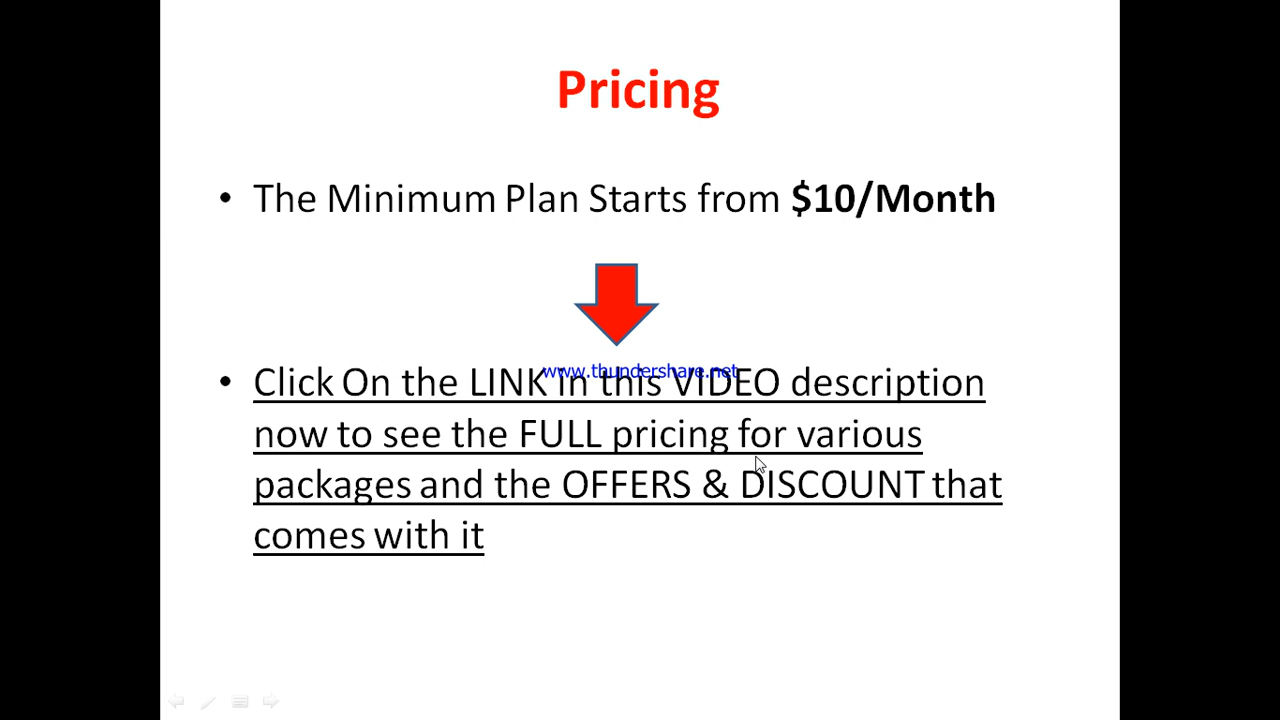 Pricing
• The Minimum Plan Starts from $10/Month
www.thundershare.net
• Click On the LINK in this VIDEO description
now to see the FULL pricing for various
packages and the OFFERS & DISCOUNT that
comes with it